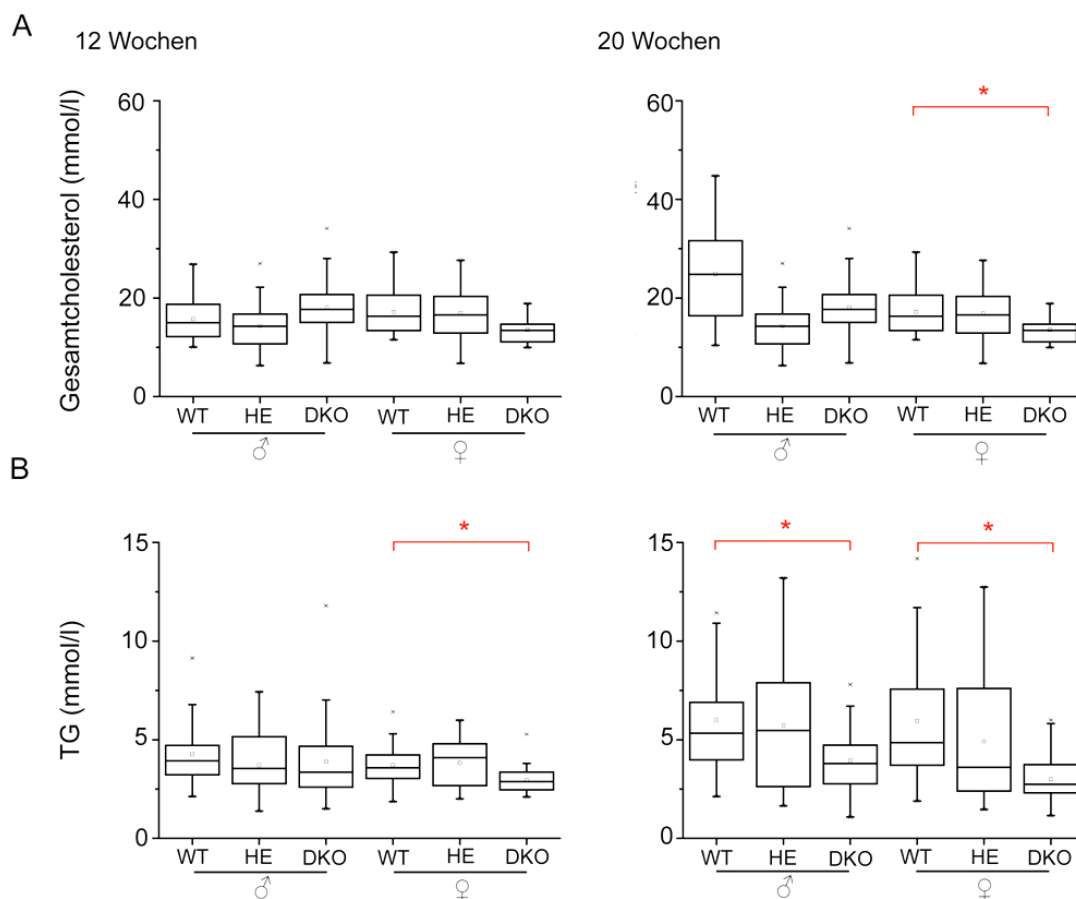 A
12 Wochen
20 Wochen
Gesamtcholesterol (mmol/l)
60
40
20
0
WT HE DKO WT HE DKO
♂ ♀
*
60
40
20
0
WT HE DKO WT HE DKO
♂ ♀
B
TG (mmol/l)
*
15
10
5
0
WT HE DKO WT HE DKO
♂ ♀
* *
15
10
5
0
WT HE DKO WT HE DKO
♂ ♀